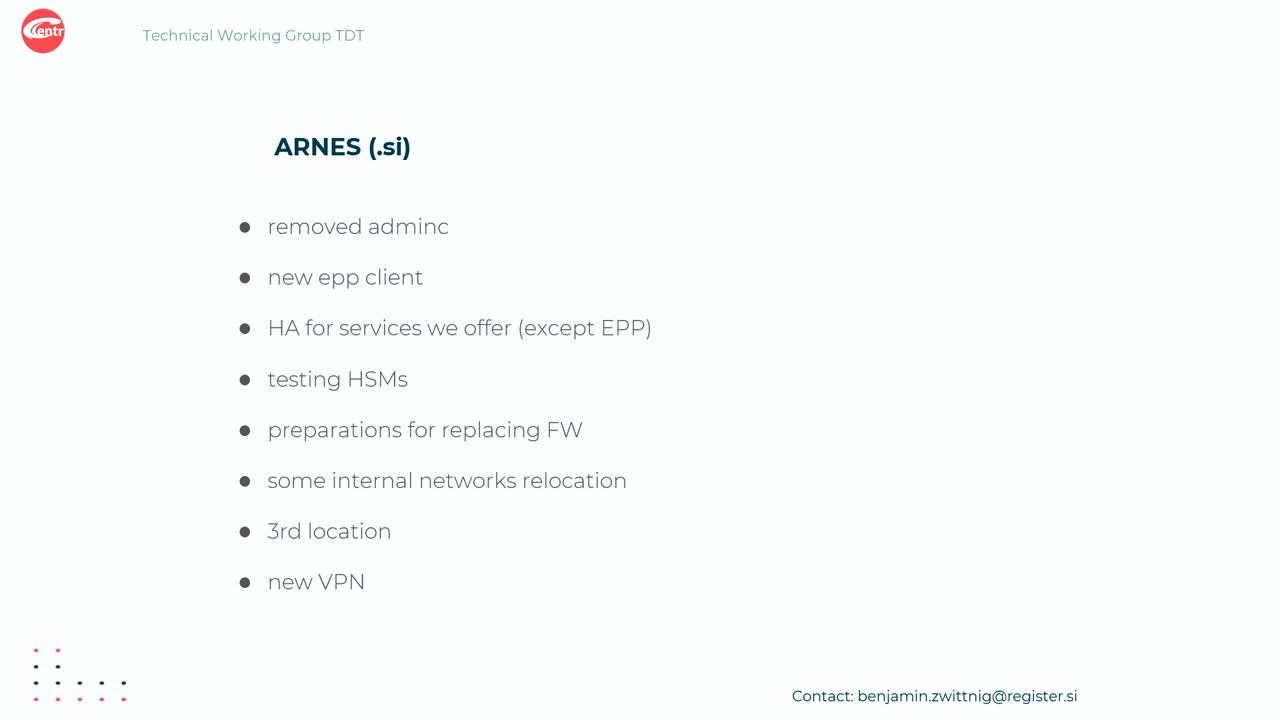 Centr
Technical Working Group TDT
ARNES (.si)
● removed adminc
● new epp client
● HA for services we offer (except EPP)
● testing HSMs
● preparations for replacing FW
● some internal networks relocation
● 3rd location
● new VPN
Contact: benjamin.zwittnig@register.si